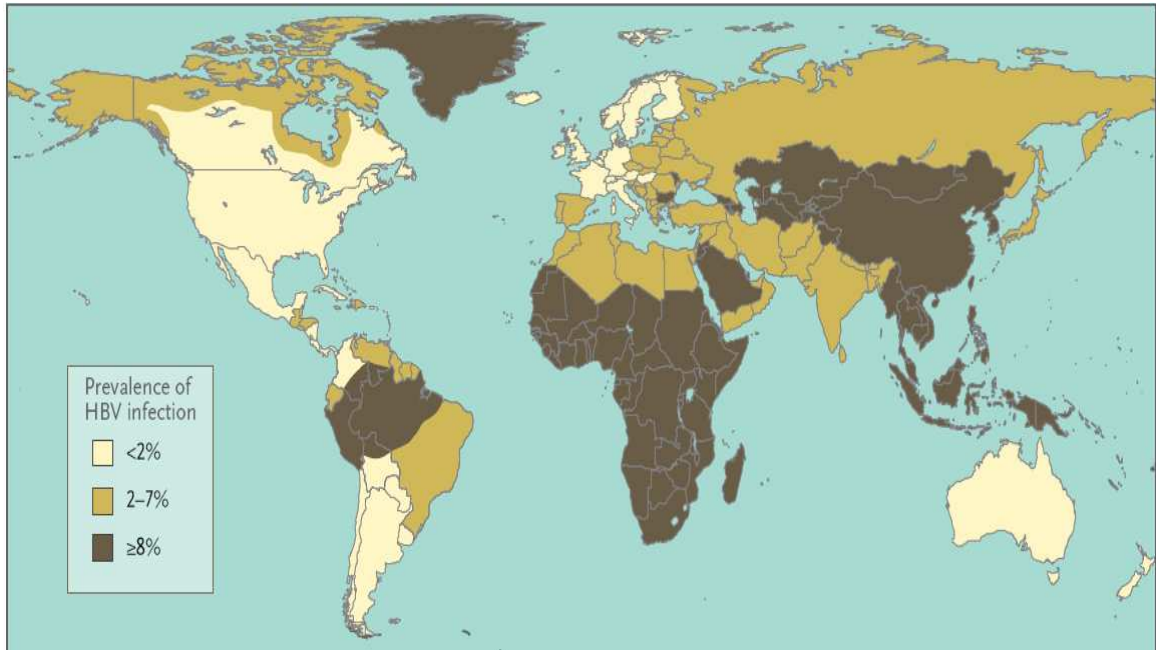 Prevalence of
HBV infection
<2%
2–7%
≥8%